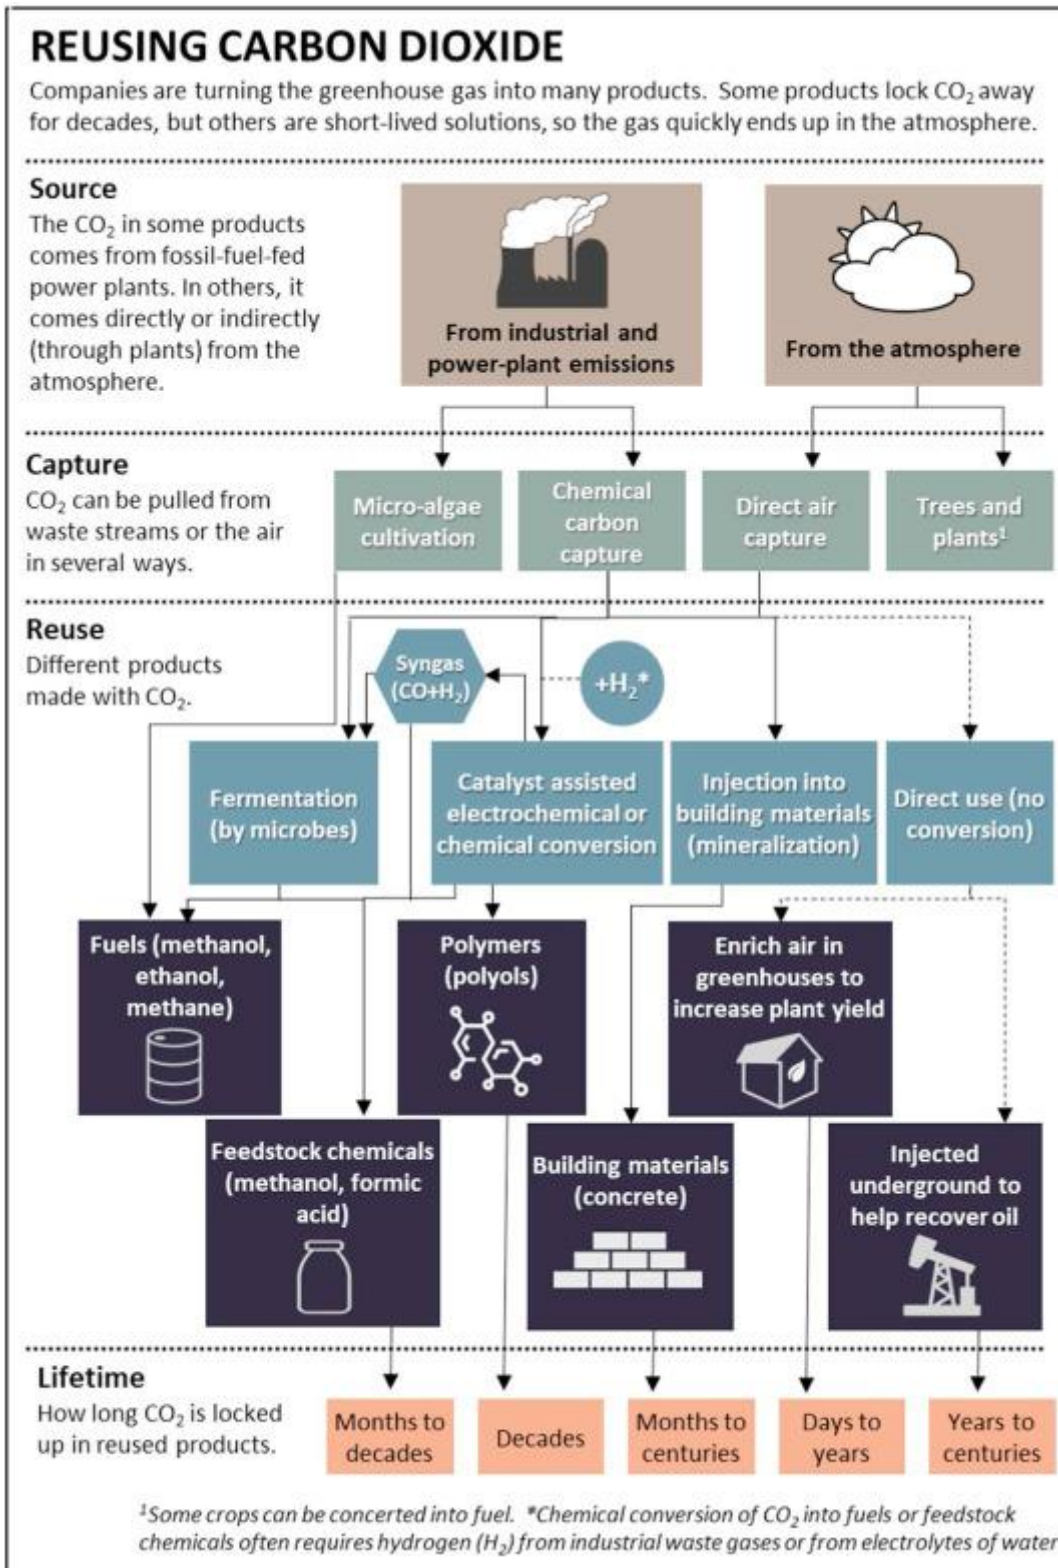 REUSING CARBON DIOXIDE
Companies are turning the greenhouse gas into many products. Some products lock CO₂ away
for decades, but others are short-lived solutions, so the gas quickly ends up in the atmosphere.
Source
The CO₂ in some products
comes from fossil-fuel-fed
power plants. In others, it
comes directly or indirectly
(through plants) from the
atmosphere.
From industrial and
power-plant emissions
From the atmosphere
Capture
CO₂ can be pulled from
waste streams or the air
in several ways.
Micro-algae
cultivation
Chemical
carbon
capture
Direct air
capture
Trees and
plants¹
Reuse
Different products
made with CO₂.
Syngas
(CO+H₂)
+H₂*
Fermentation
(by microbes)
Catalyst assisted
electrochemical or
chemical conversion
Injection into
building materials
(mineralization)
Direct use (no
conversion)
Fuels (methanol,
ethanol,
methane)
Polymers
(polyols)
Enrich air in
greenhouses to
increase plant yield
Feedstock chemicals
(methanol, formic
acid)
Building materials
(concrete)
Injected
underground to
help recover oil
Lifetime
How long CO₂ is locked
up in reused products.
Months to
decades
Decades
Months to
centuries
Days to
years
Years to
centuries
¹Some crops can be concerted into fuel. *Chemical conversion of CO₂ into fuels or feedstock
chemicals often requires hydrogen (H₂) from industrial waste gases or from electrolytes of water